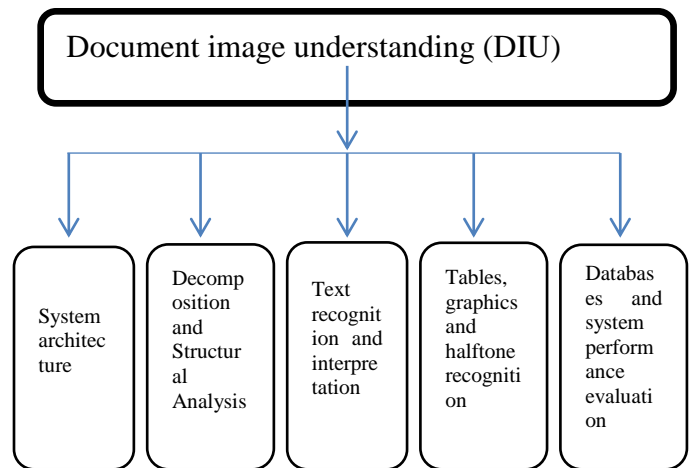 Document image understanding (DIU)
System
architec
ture
Decomp
osition
and
Structur
al
Analysis
Text
recognit
ion and
interpre
tation
Tables,
graphics
and
halftone
recogniti
on
Databas
es and
system
perform
ance
evaluati
on